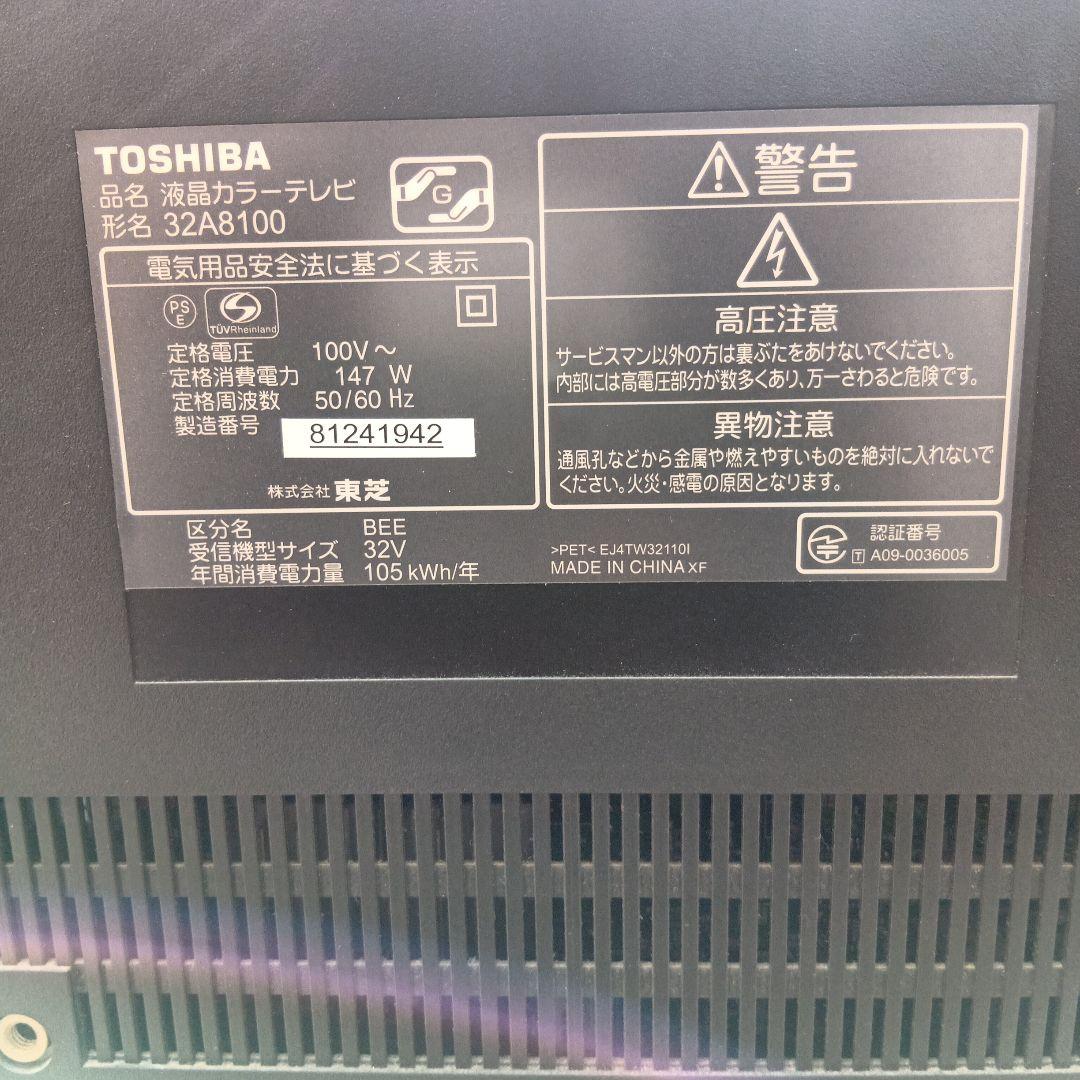 TOSHIBA
品名 液晶カラーテレビ
形名 32A8100
G
電気用品安全法に基づく表示
PS
E
TÜVRheinland
定格電圧 100V～
定格消費電力 147 W
定格周波数 50/60 Hz
製造番号 81241942
株式会社 東芝
区分名 BEE
受信機型サイズ 32V
年間消費電力量 105 kWh/年
警告
高圧注意
サービスマン以外の方は裏ぶたをあけないでください。
内部には高電圧部分が数多くあり、万一さわると危険です。
異物注意
通風孔などから金属や燃えやすいものを絶対に入れないで
ください。火災・感電の原因となります。
>PET< EJ4TW32110I
MADE IN CHINA XF
認証番号
T A09-0036005